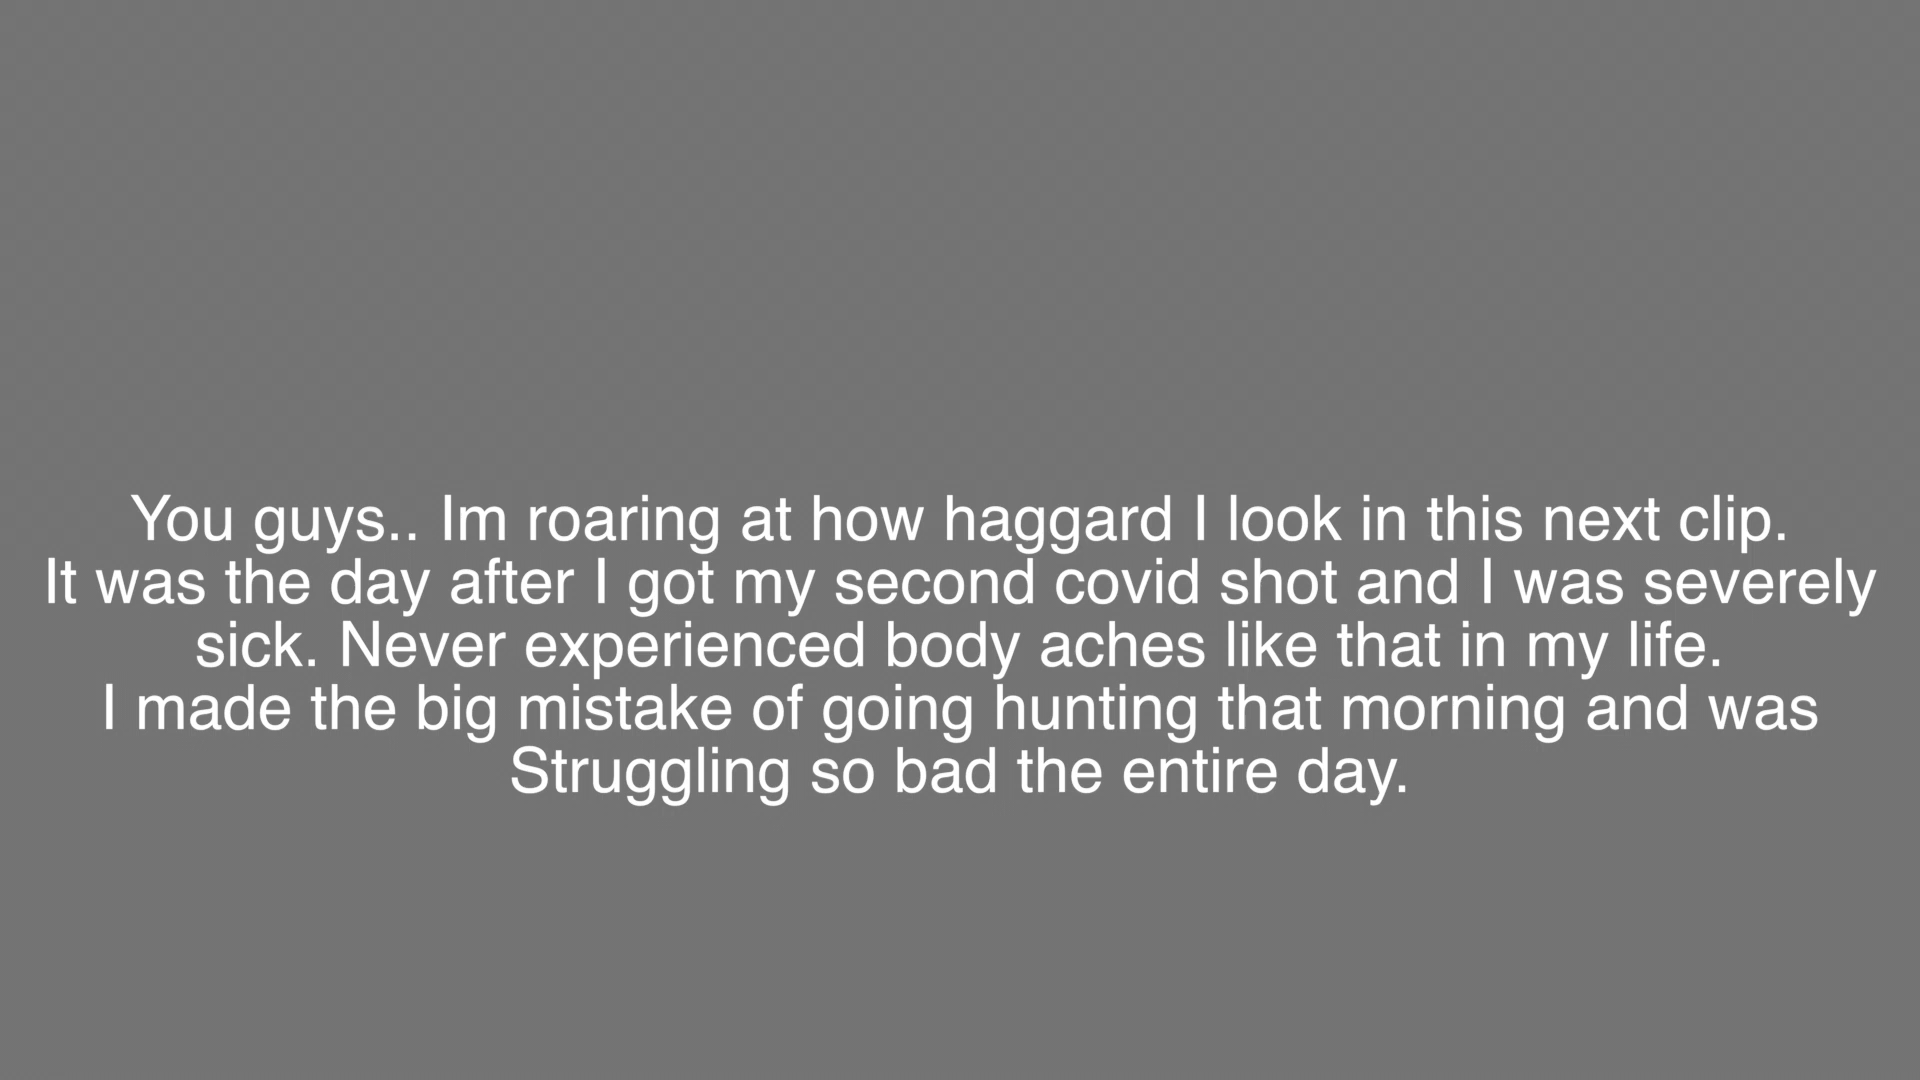 You guys.. Im roaring at how haggard I look in this next clip.
It was the day after I got my second covid shot and I was severely
sick. Never experienced body aches like that in my life.
I made the big mistake of going hunting that morning and was
Struggling so bad the entire day.